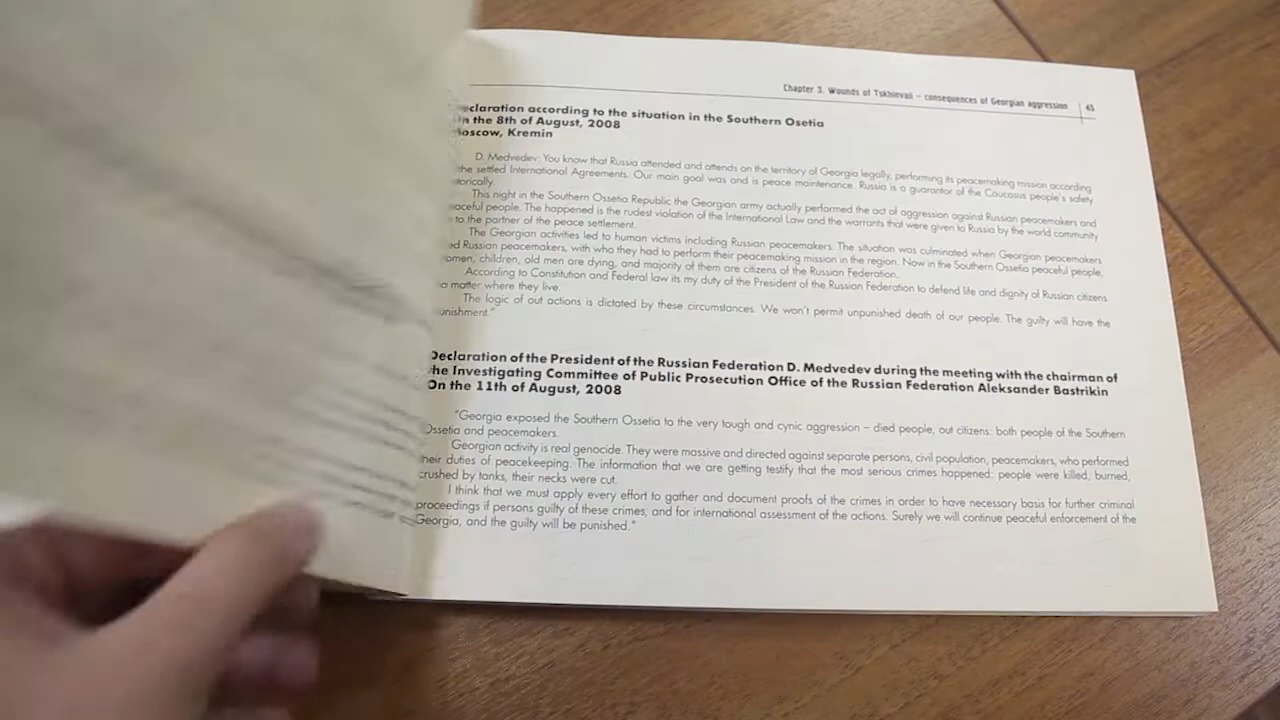 Chapter 3. Wounds of Tskhinvali – consequences of Georgian aggression | 45
eclaration according to the situation in the Southern Osetia
n the 8th of August, 2008
oscow, Kremin
D. Medvedev: You know that Russia attended and attends on the territory of Georgia legally, performing its peacemaking mission according
the settled International Agreements. Our main goal was and is peace maintenance. Russia is a guarantor of the Caucasus people's safety
torically.
This night in the Southern Ossetia Republic the Georgian army actually performed the act of aggression against Russian peacemakers and
aceful people. The happened is the rudest violation of the International Law and the warrants that were given to Russia by the world community
to the partner of the peace settlement.
The Georgian activities led to human victims including Russian peacemakers. The situation was culminated when Georgian peacemakers
ed Russian peacemakers, with who they had to perform their peacemaking mission in the region. Now in the Southern Ossetia peaceful people,
omen, children, old men are dying, and majority of them are citizens of the Russian Federation.
According to Constitution and Federal law its my duty of the President of the Russian Federation to defend life and dignity of Russian citizens
a matter where they live.
The logic of out actions is dictated by these circumstances. We won't permit unpunished death of our people. The guilty will have the
unishment."
Declaration of the President of the Russian Federation D. Medvedev during the meeting with the chairman of
he Investigating Committee of Public Prosecution Office of the Russian Federation Aleksander Bastrikin
On the 11th of August, 2008
"Georgia exposed the Southern Ossetia to the very tough and cynic aggression – died people, out citizens: both people of the Southern
Ossetia and peacemakers.
Georgian activity is real genocide. They were massive and directed against separate persons, civil population, peacemakers, who performed
heir duties of peacekeeping. The information that we are getting testify that the most serious crimes happened: people were killed, burned,
crushed by tanks, their necks were cut.
I think that we must apply every effort to gather and document proofs of the crimes in order to have necessary basis for further criminal
proceedings if persons guilty of these crimes, and for international assessment of the actions. Surely we will continue peaceful enforcement of the
Georgia, and the guilty will be punished."